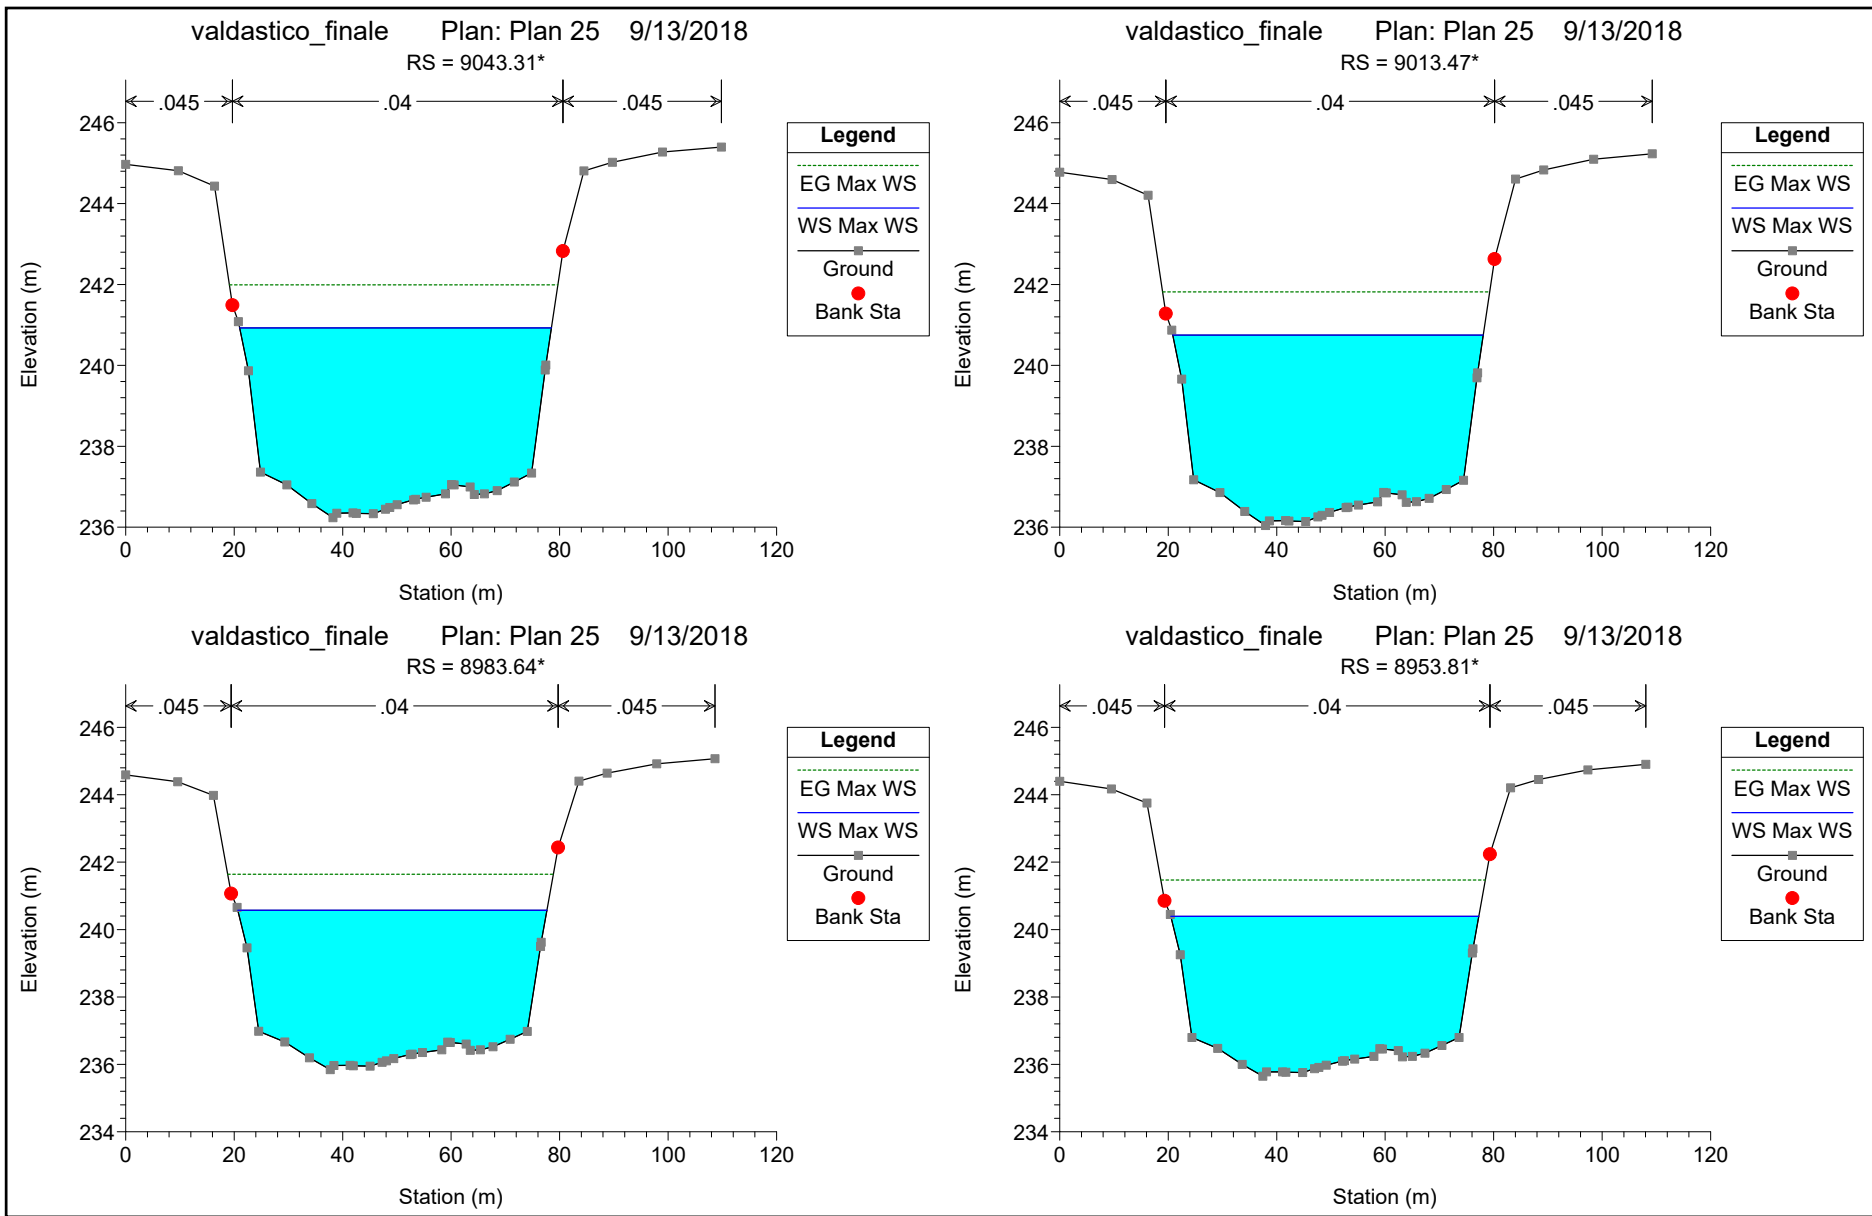 valdastico_finale Plan: Plan 25 9/13/2018
RS = 9043.31*
.045 .04 .045
246
244
242
240
238
236
0 20 40 60 80 100 120
Elevation (m)
Station (m)
Legend
EG Max WS
WS Max WS
Ground
Bank Sta
valdastico_finale Plan: Plan 25 9/13/2018
RS = 9013.47*
.045 .04 .045
246
244
242
240
238
236
0 20 40 60 80 100 120
Elevation (m)
Station (m)
Legend
EG Max WS
WS Max WS
Ground
Bank Sta
valdastico_finale Plan: Plan 25 9/13/2018
RS = 8983.64*
.045 .04 .045
246
244
242
240
238
236
234
0 20 40 60 80 100 120
Elevation (m)
Station (m)
Legend
EG Max WS
WS Max WS
Ground
Bank Sta
valdastico_finale Plan: Plan 25 9/13/2018
RS = 8953.81*
.045 .04 .045
246
244
242
240
238
236
234
0 20 40 60 80 100 120
Elevation (m)
Station (m)
Legend
EG Max WS
WS Max WS
Ground
Bank Sta